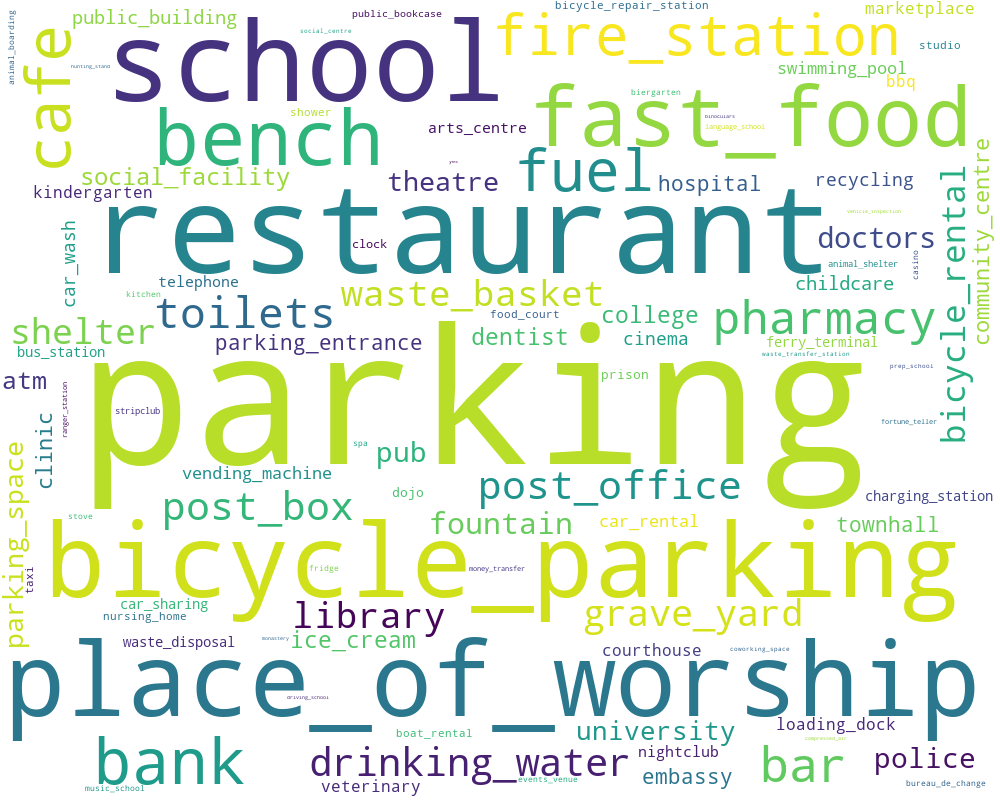 animal_boarding
public_building
public_bookcase
bicycle_repair_station
marketplace
social_centre
school
fire_station
studio
cafe
hunting_stand
swimming_pool
bbq
fast_food
biergarten
shower
bench
binoculars
arts_centre
language_school
yes
social_facility
theatre
fuel
hospital
recycling
kindergarten
bicycle_rental
community_centre
restaurant
vehicle_inspection
doctors
car_wash
clock
casino
animal_shelter
telephone
childcare
kitchen
waste_basket
toilets
food_court
college
pharmacy
shelter
parking_entrance
dentist
cinema
ferry_terminal
bus_station
waste_transfer_station
atm
parking
prison
prep_school
ranger_station
stripclub
fortune_teller
clinic
spa
pub
parking_space
vending_machine
post_office
dojo
charging_station
post_box
stove
fountain
car_rental
townhall
bicycle_parking
taxi
fridge
money_transfer
car_sharing
nursing_home
library
grave_yard
waste_disposal
monastery
ice_cream
courthouse
coworking_space
place_of_worship
driving_school
boat_rental
university
loading_dock
compressed_air
bank
drinking_water
nightclub
bar
police
embassy
events_venue
music_school
veterinary
bureau_de_change